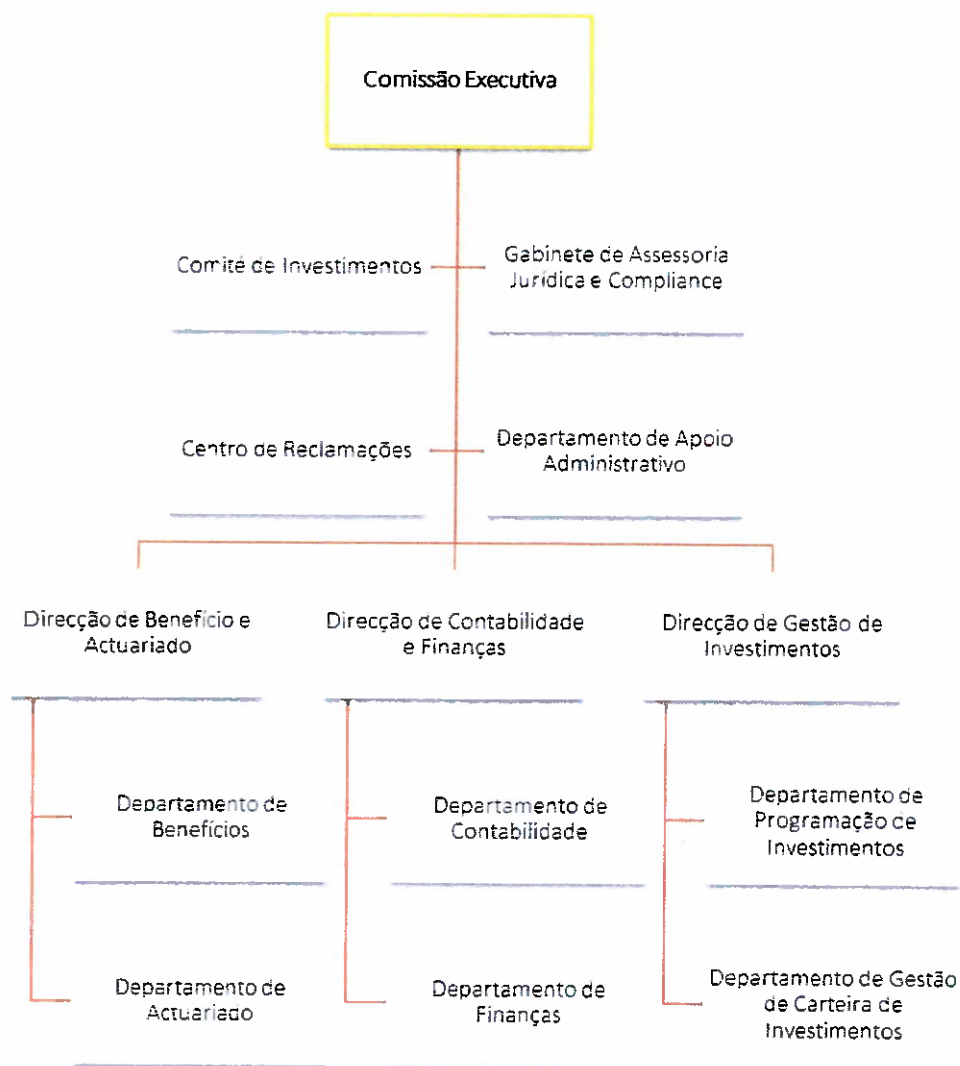 Comissão Executiva
Comité de Investimentos
Gabinete de Assessoria
Jurídica e Compliance
Centro de Reclamações
Departamento de Apoio
Administrativo
Direcção de Benefício e
Actuariado
Direcção de Contabilidade
e Finanças
Direcção de Gestão de
Investimentos
Departamento de
Benefícios
Departamento de
Contabilidade
Departamento de
Programação de
Investimentos
Departamento de
Actuariado
Departamento de
Finanças
Departamento de Gestão
de Carteira de
Investimentos